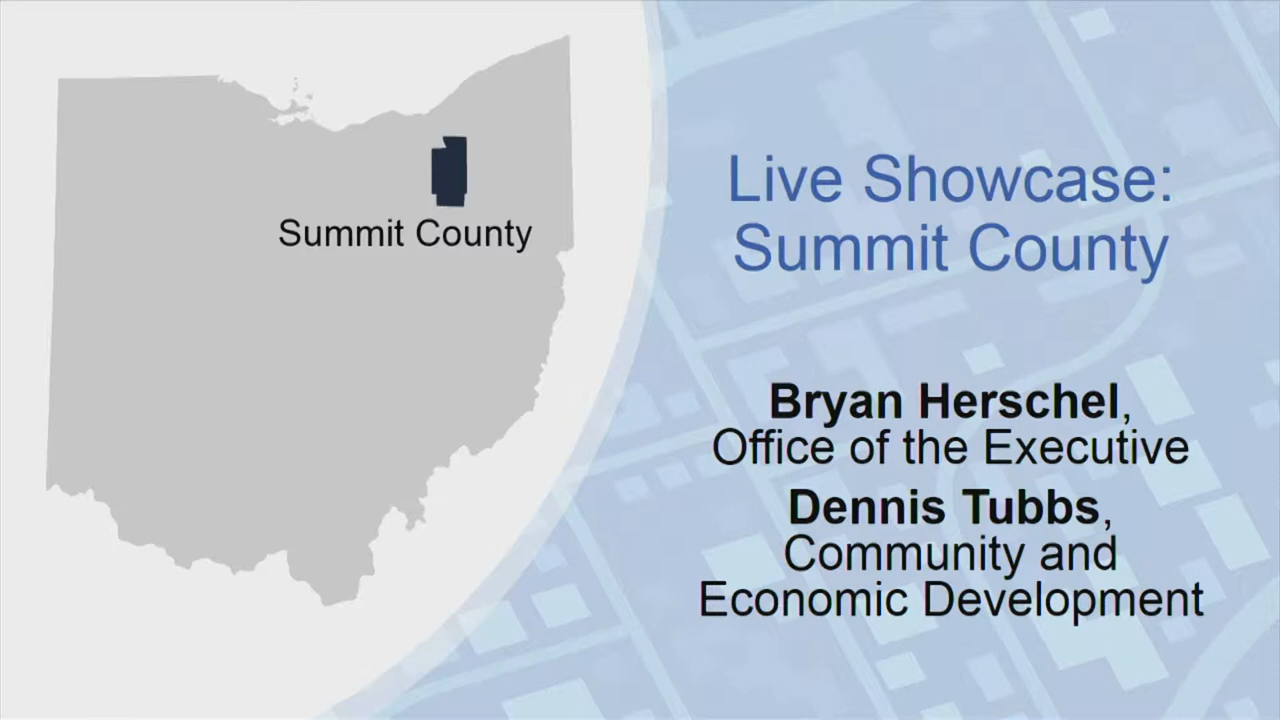 Summit County
Live Showcase:
Summit County
Bryan Herschel,
Office of the Executive
Dennis Tubbs,
Community and
Economic Development